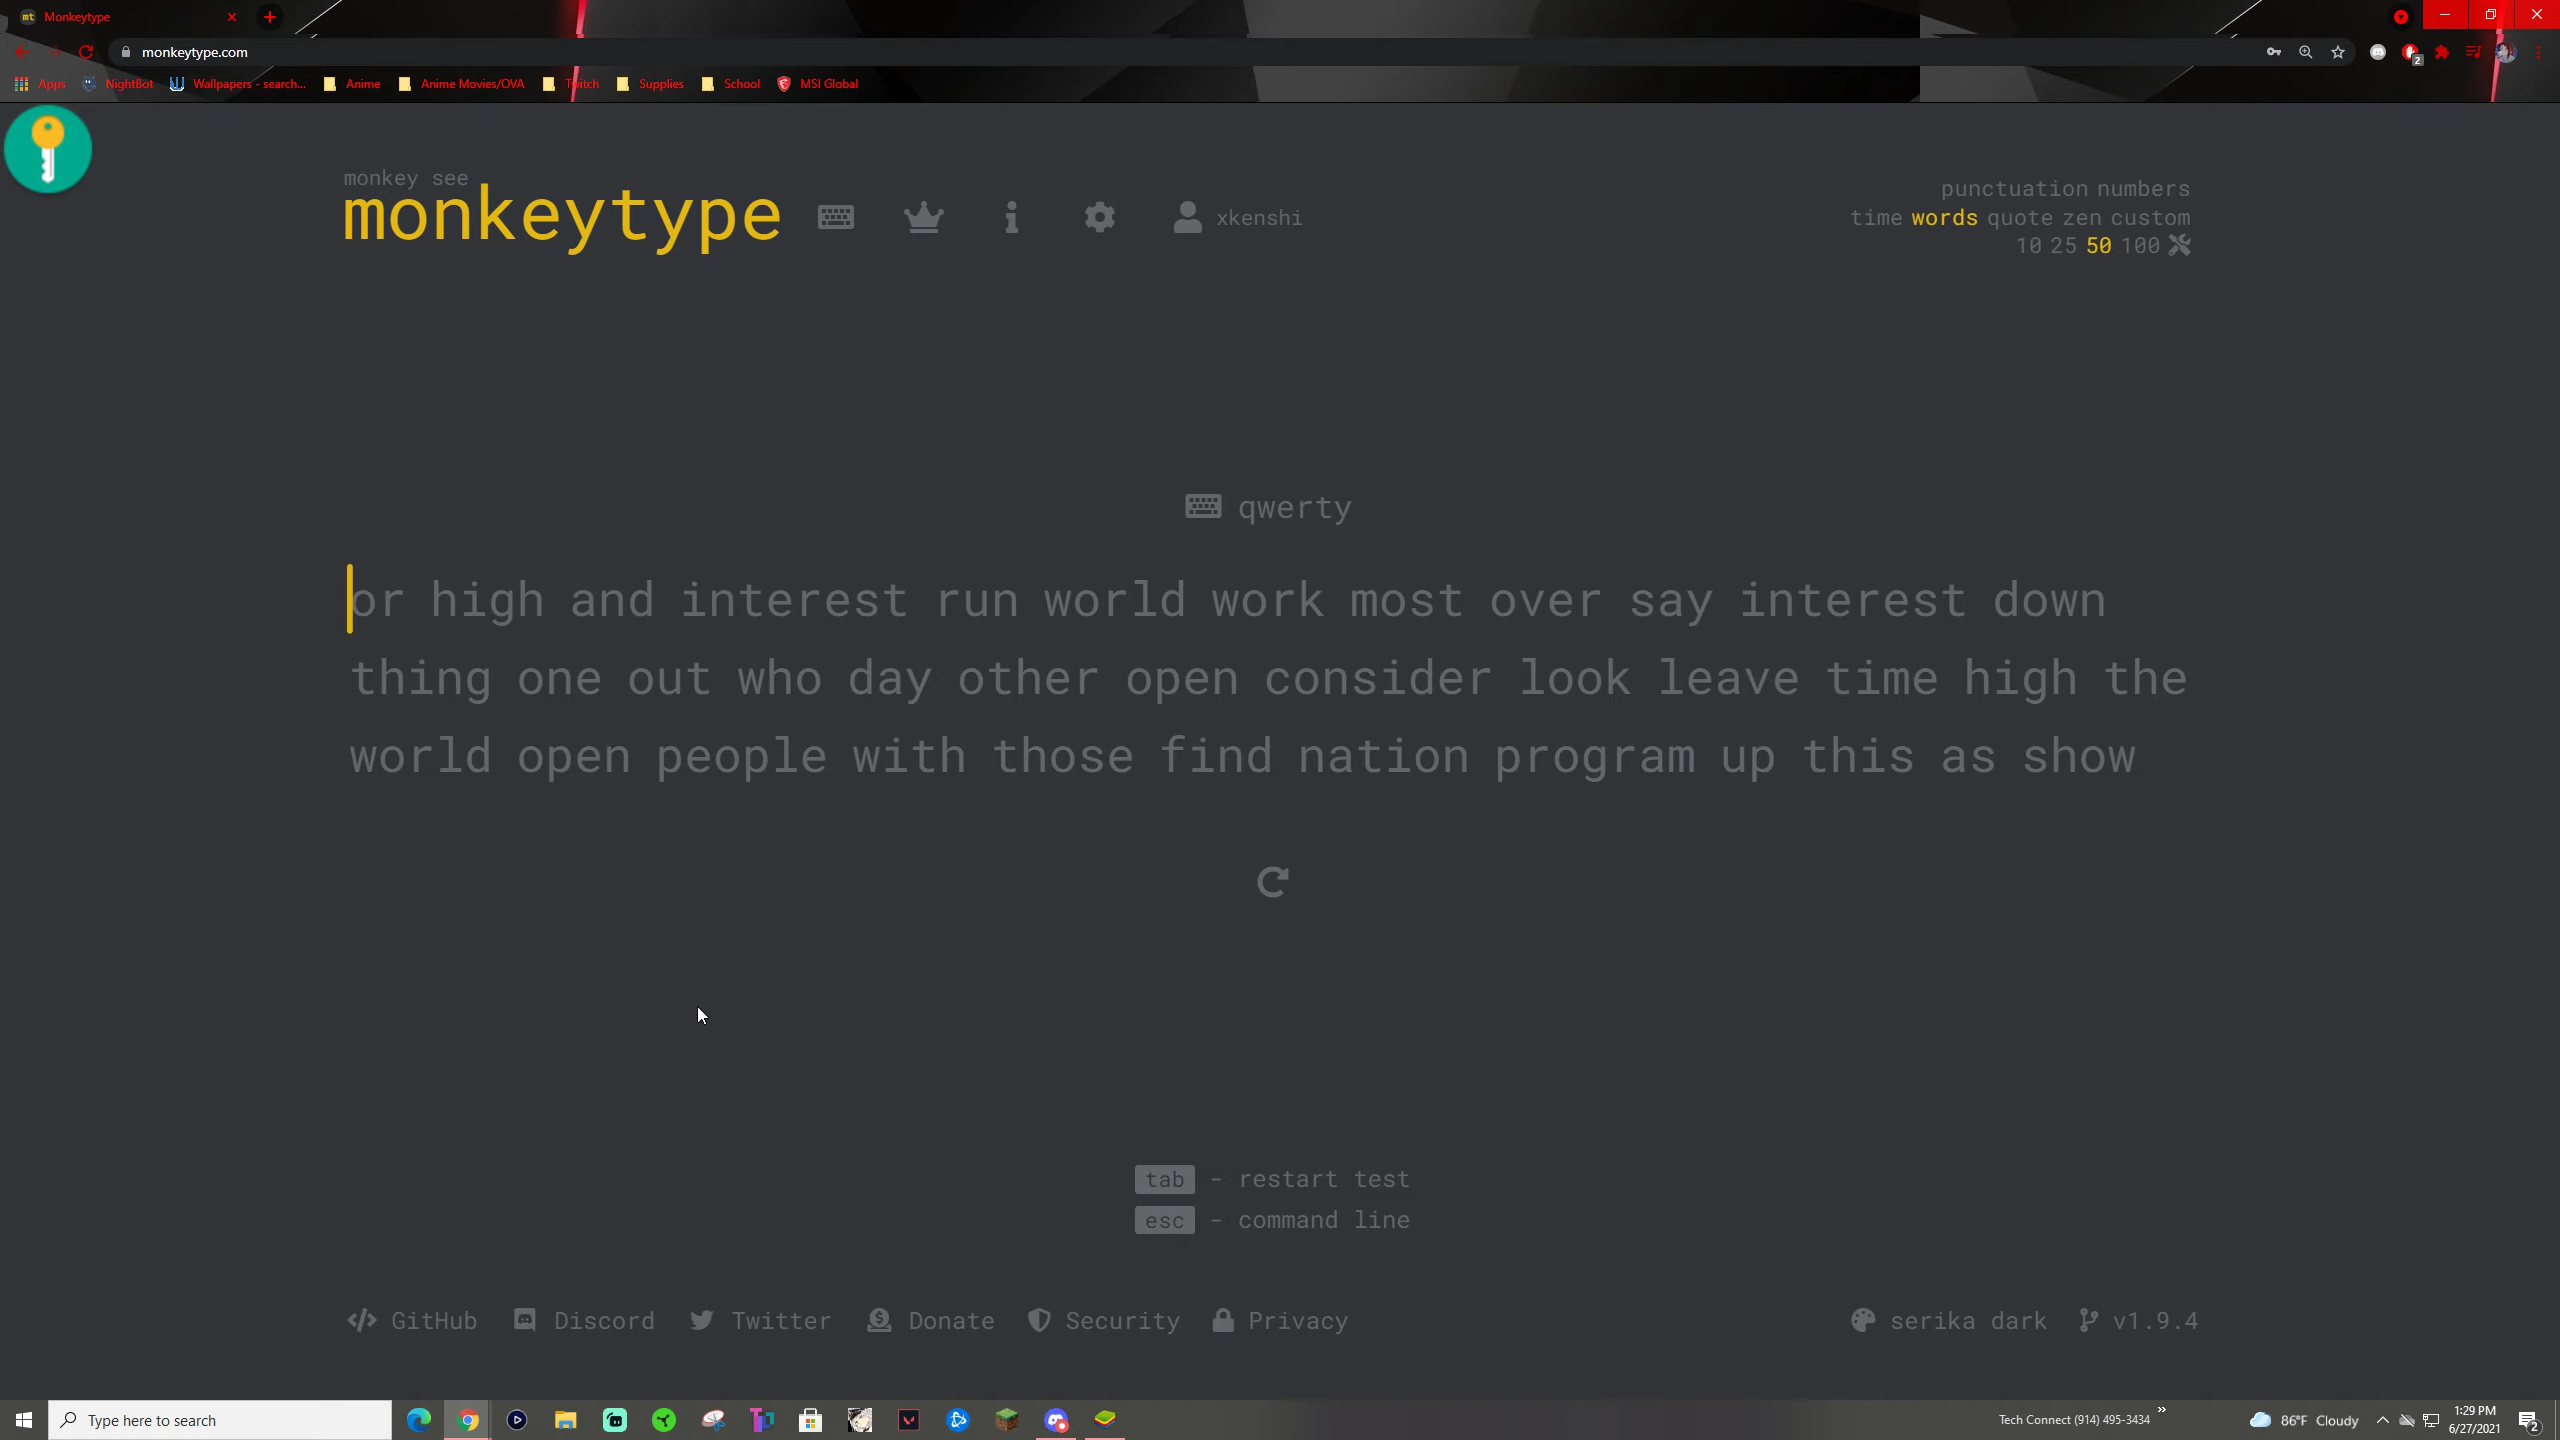 mt Monkeytype
monkeytype.com
2
Apps NightBot Wallpapers - search... Anime Anime Movies/OVA Twitch Supplies School MSI Global
monkey see
monkeytype
xkenshi
punctuation numbers
time words quote zen custom
10 25 50 100
qwerty
or high and interest run world work most over say interest down
thing one out who day other open consider look leave time high the
world open people with those find nation program up this as show
tab - restart test
esc - command line
GitHub Discord Twitter Donate Security Privacy
serika dark v1.9.4
Type here to search
Tech Connect (914) 495-3434 »
86°F Cloudy
1:29 PM
6/27/2021
2